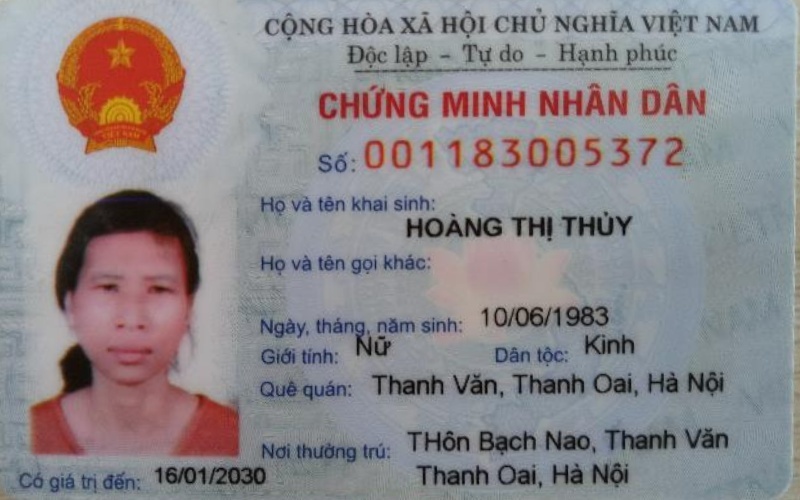 CỘNG HÒA XÃ HỘI CHỦ NGHĨA VIỆT NAM
Độc lập - Tự do - Hạnh phúc
CHỨNG MINH NHÂN DÂN
Số: 001183005372
Họ và tên khai sinh:
HOÀNG THỊ THỦY
Họ và tên gọi khác:
Ngày, tháng, năm sinh: 10/06/1983
Giới tính: Nữ Dân tộc: Kinh
Quê quán: Thanh Văn, Thanh Oai, Hà Nội
Nơi thường trú: THôn Bạch Nao, Thanh Văn
Thanh Oai, Hà Nội
Có giá trị đến: 16/01/2030